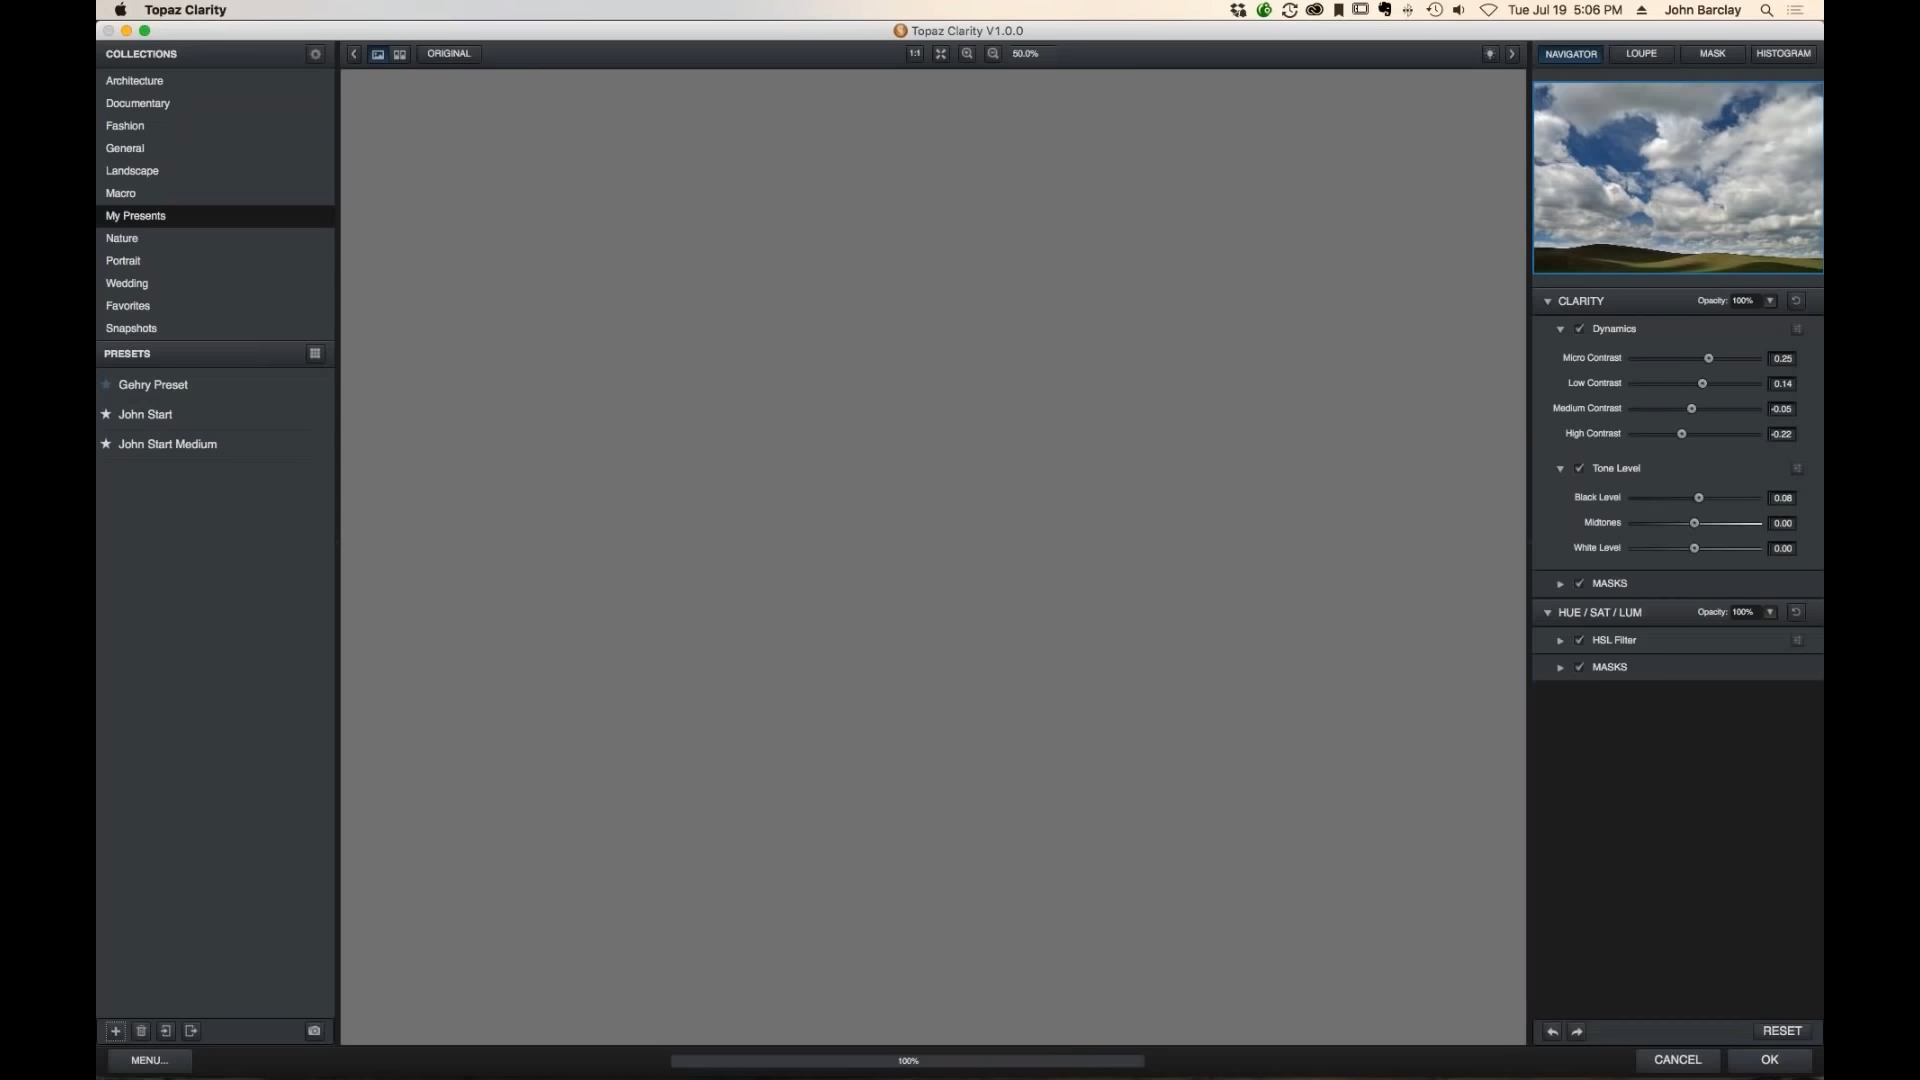 Topaz Clarity
Tue Jul 19 5:06 PM
John Barclay
Topaz Clarity V1.0.0
COLLECTIONS
ORIGINAL
1:1
50.0%
NAVIGATOR
LOUPE
MASK
HISTOGRAM
Architecture
Documentary
Fashion
General
Landscape
Macro
My Presents
Nature
Portrait
Wedding
Favorites
Snapshots
PRESETS
Gehry Preset
John Start
John Start Medium
CLARITY
Opacity: 100%
Dynamics
Micro Contrast 0.25
Low Contrast 0.14
Medium Contrast -0.05
High Contrast -0.22
Tone Level
Black Level 0.08
Midtones 0.00
White Level 0.00
MASKS
HUE / SAT / LUM
Opacity: 100%
HSL Filter
MASKS
RESET
MENU...
100%
CANCEL
OK